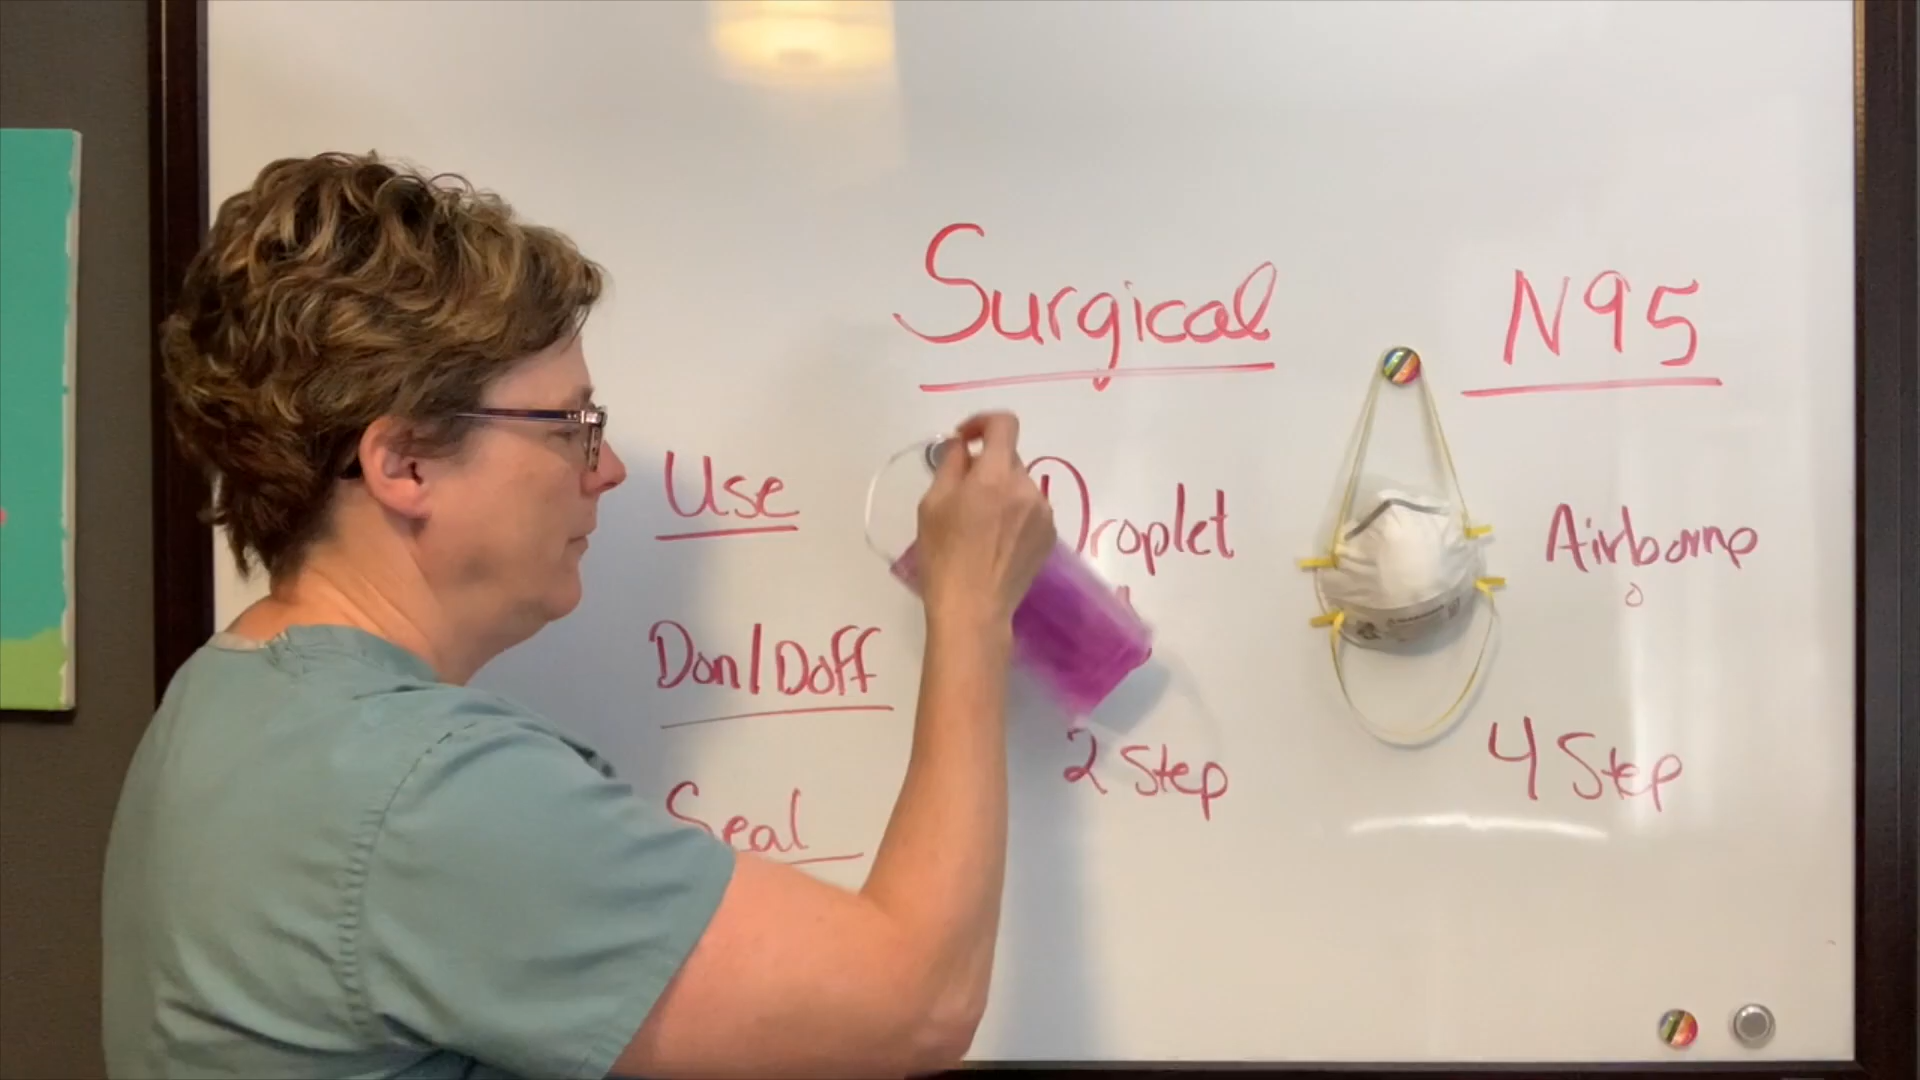 Surgical N95
Use Droplet Airborne
Don/Doff
2 Step 4 Step
Seal